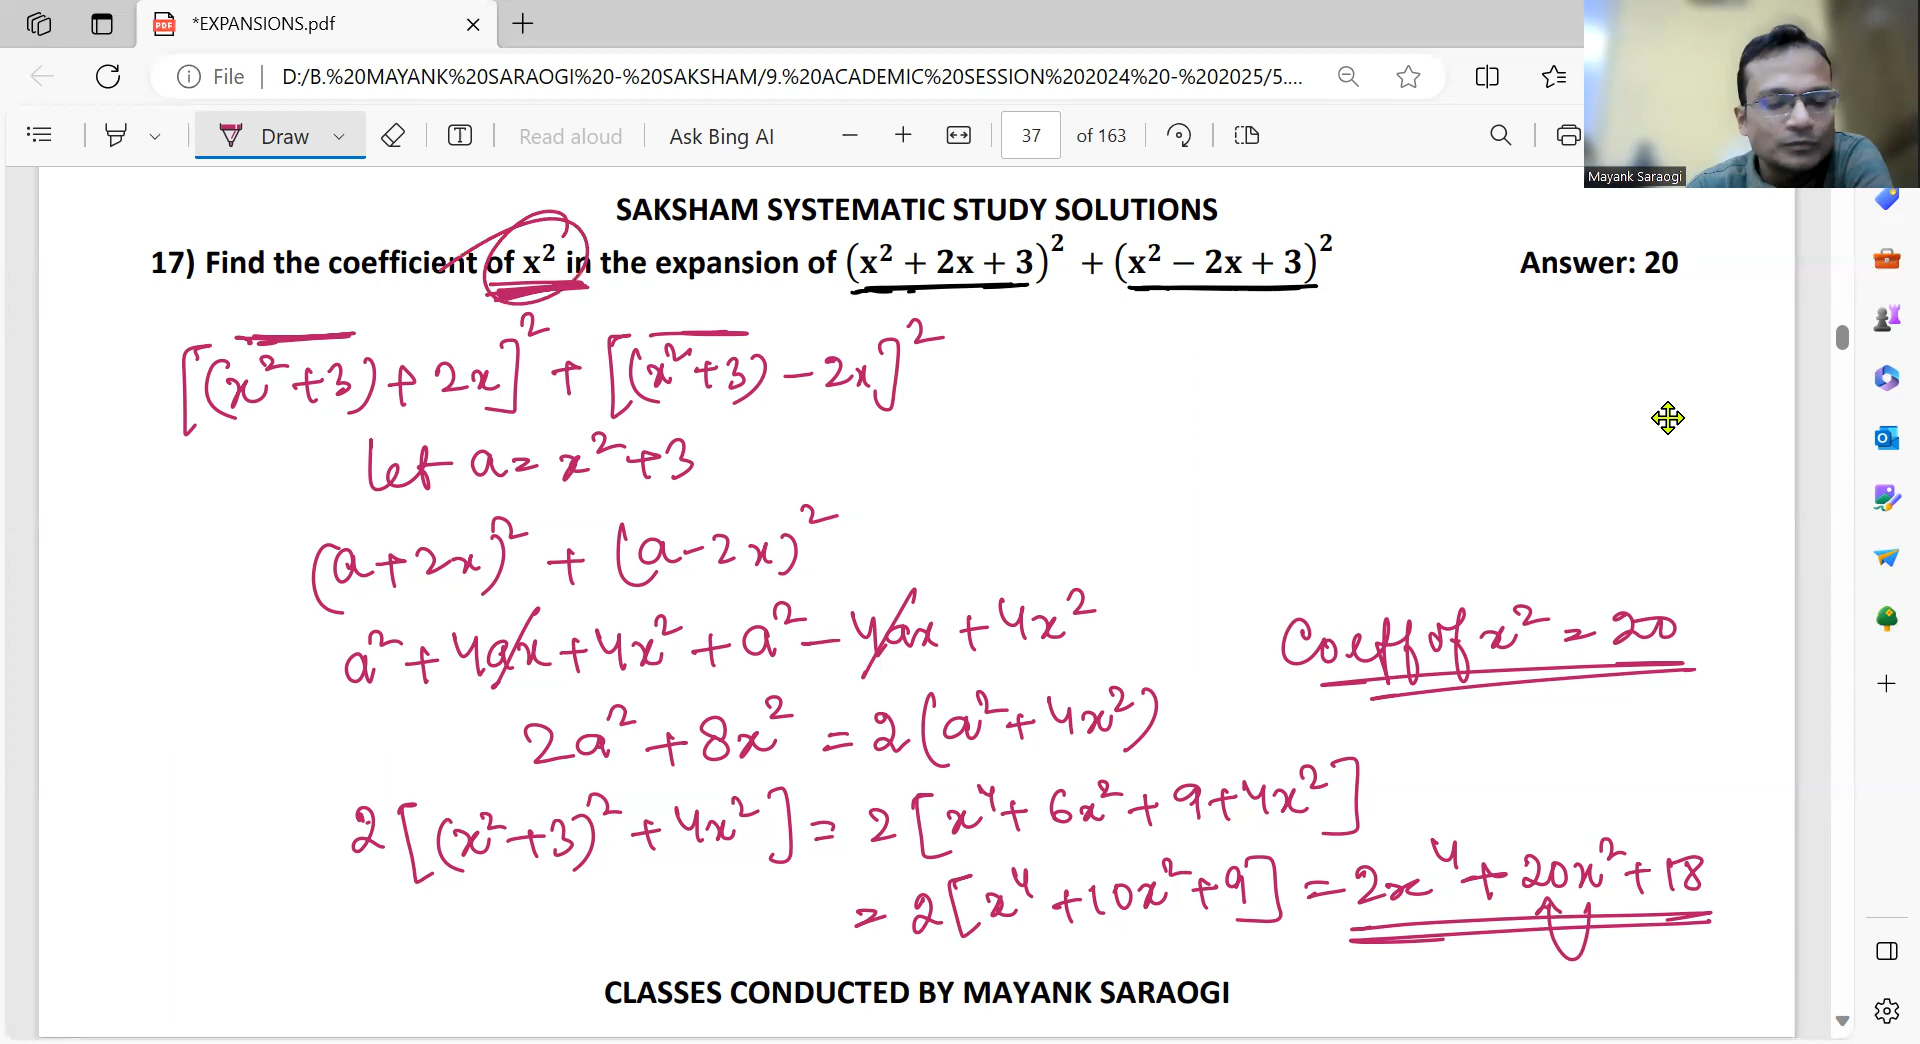 *EXPANSIONS.pdf
File | D:/B.%20MAYANK%20SARAOGI%20-%20SAKSHAM/9.%20ACADEMIC%20SESSION%202024%20-%202025/5....
Draw
Read aloud
Ask Bing AI
37 of 163
Mayank Saraogi
SAKSHAM SYSTEMATIC STUDY SOLUTIONS
17) Find the coefficient of x² in the expansion of (x² + 2x + 3)² + (x² − 2x + 3)² Answer: 20
[(x²+3)+2x]² + [(x²+3)−2x]²
let a = x²+3
(a+2x)² + (a−2x)²
a² + 4ax + 4x² + a² − 4ax + 4x²
Coeff of x² = 20
2a² + 8x² = 2(a² + 4x²)
2[(x²+3)² + 4x²] = 2[x⁴ + 6x² + 9 + 4x²]
= 2[x⁴ + 10x² + 9] = 2x⁴ + 20x² + 18
CLASSES CONDUCTED BY MAYANK SARAOGI